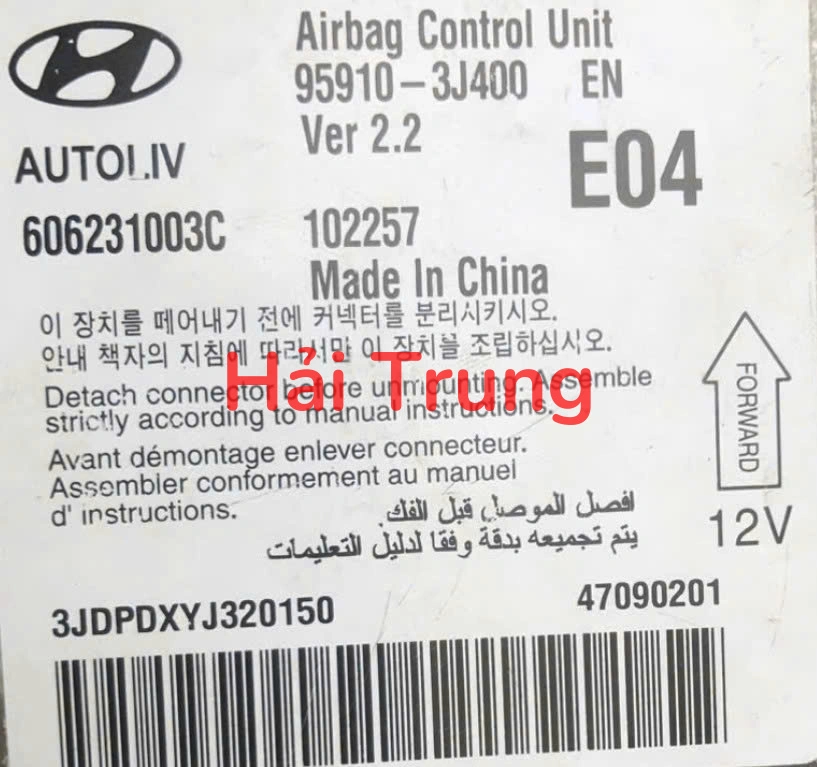 Airbag Control Unit
95910-3J400 EN
Ver 2.2
E04
AUTOLIV
606231003C 102257
Made In China
이 장치를 떼어내기 전에 커넥터를 분리시키시오.
안내 책자의 지침에 따라서만 이 장치를 조립하십시오.
Hải Trung
Detach connector before unmounting. Assemble
strictly according to manual instructions.
Avant démontage enlever connecteur.
Assembler conformement au manuel
d' instructions.
افصل الموصل قبل الفك.
يتم تجميعه بدقة وفقا لدليل التعليمات
FORWARD
12V
3JDPDXYJ320150 47090201